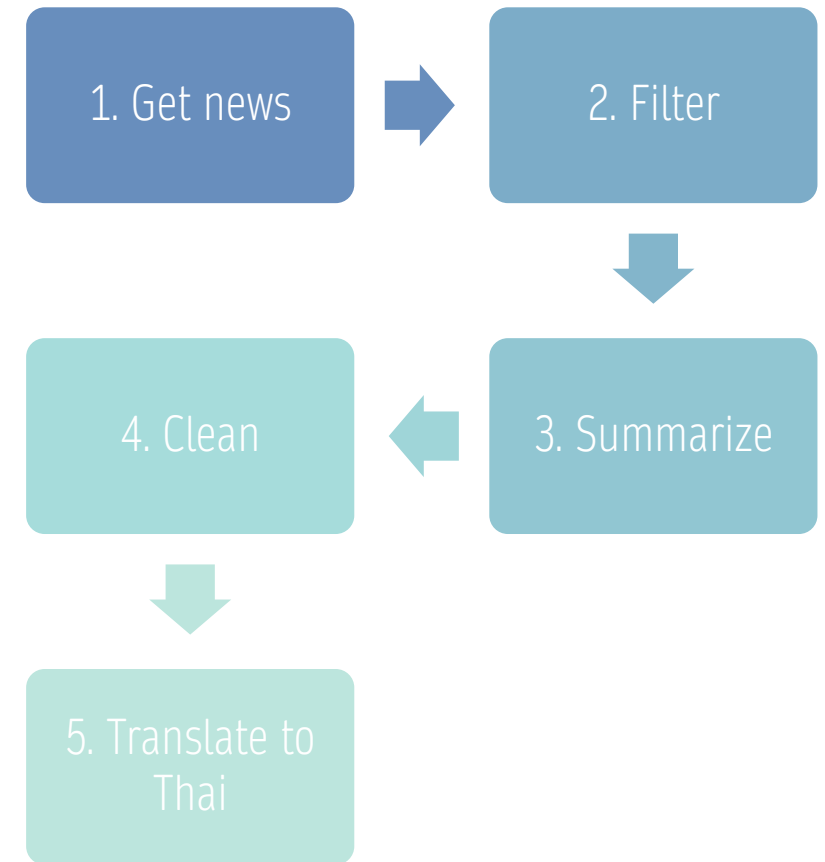 1. Get news
2. Filter
3. Summarize
4. Clean
5. Translate to
Thai